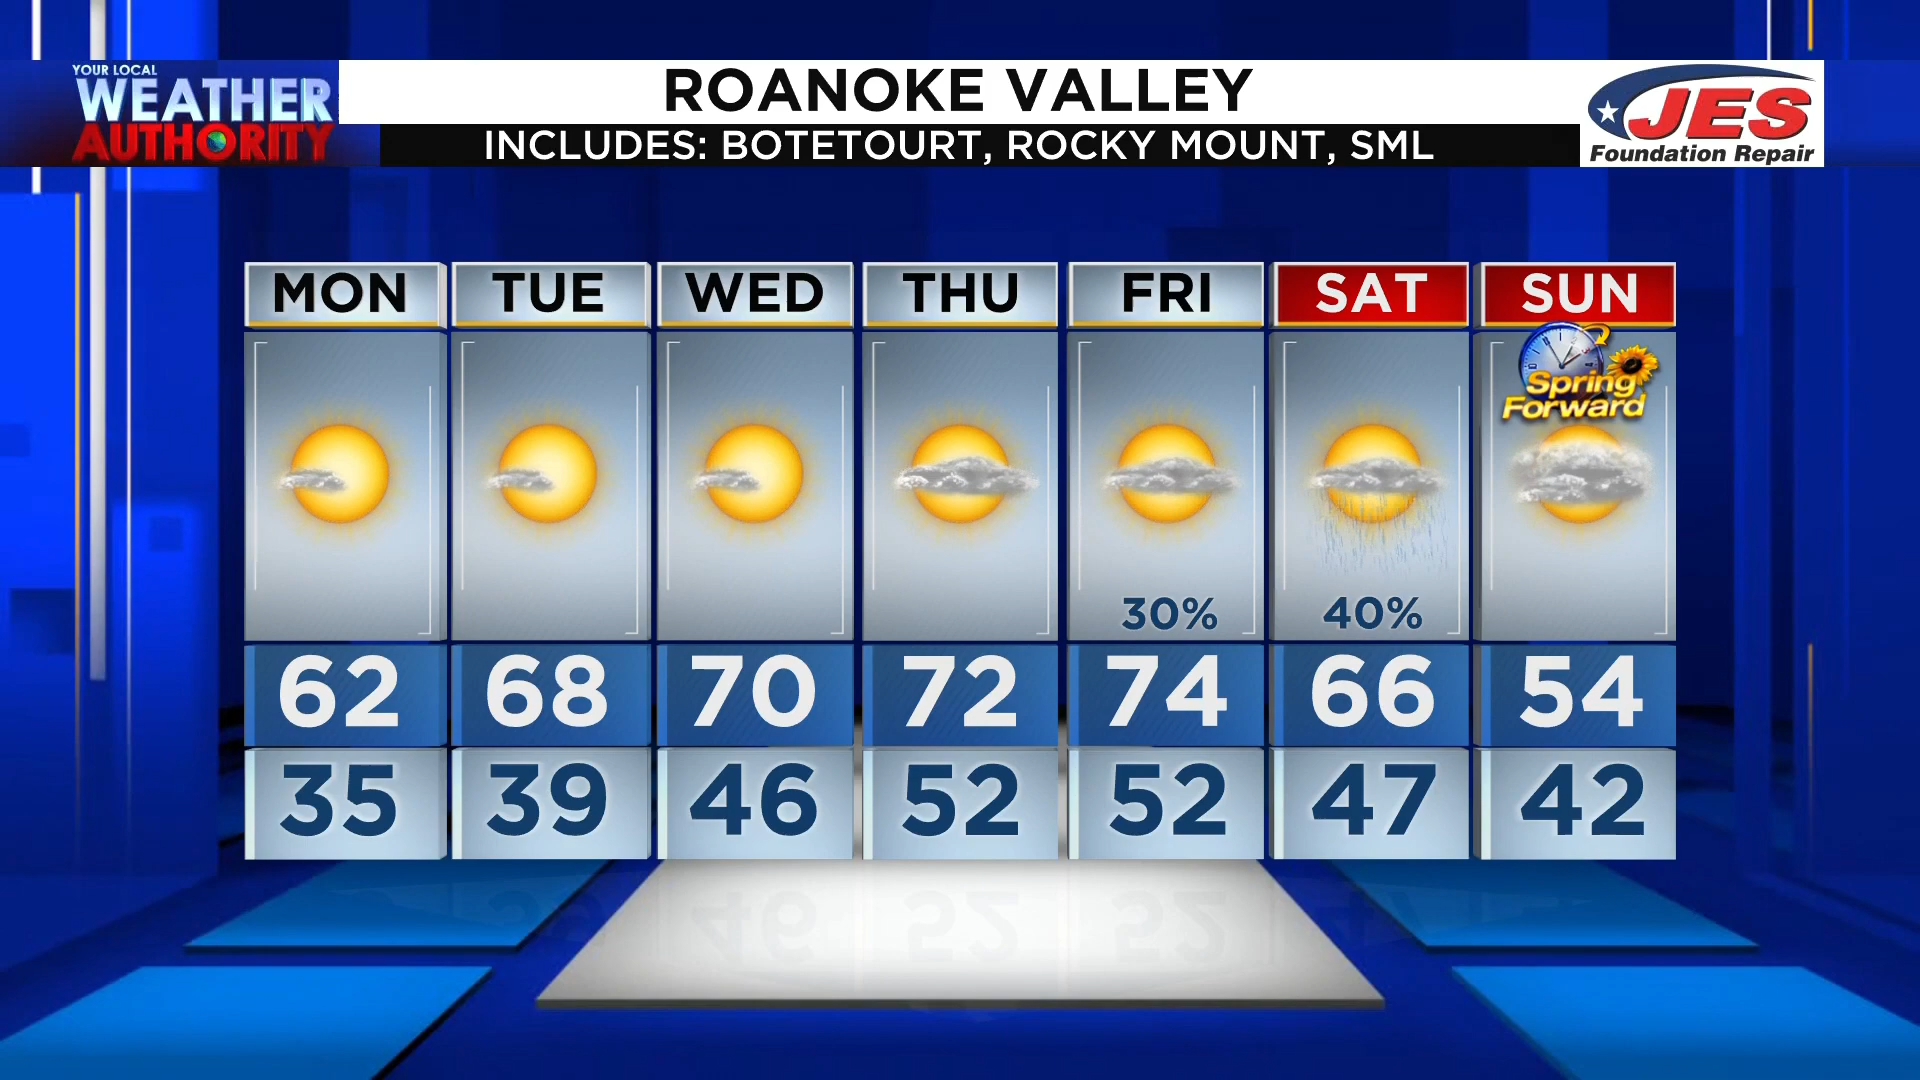 YOUR LOCAL
WEATHER
AUTHORITY
ROANOKE VALLEY
INCLUDES: BOTETOURT, ROCKY MOUNT, SML
JES
Foundation Repair
MON TUE WED THU FRI SAT SUN
Spring
Forward
30% 40%
62 68 70 72 74 66 54
35 39 46 52 52 47 42